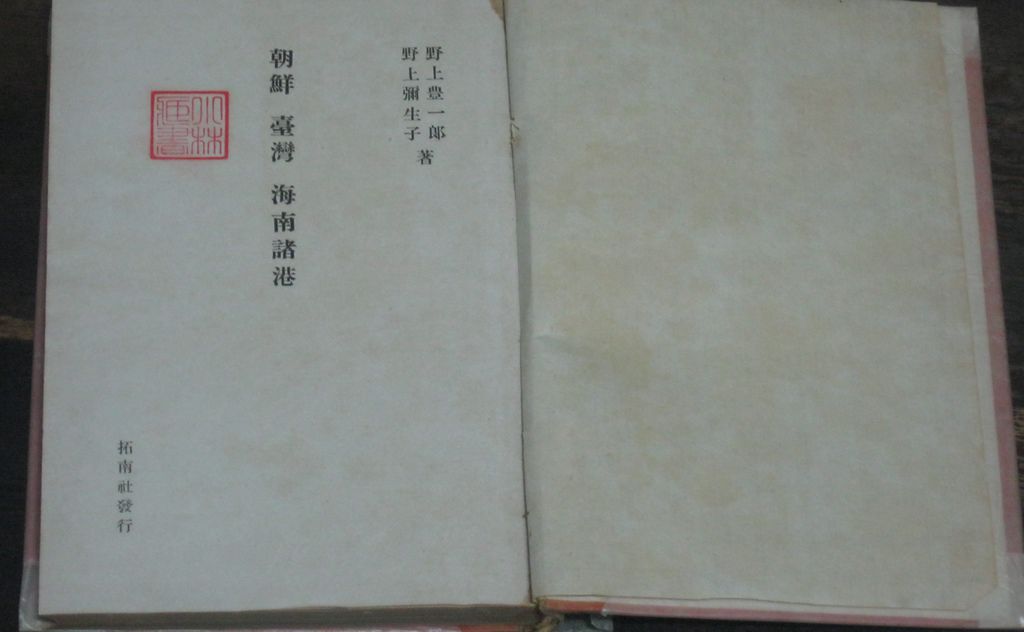 野上豊一郎
野上彌生子 著
朝鮮 臺灣 海南諸港
拓南社發行